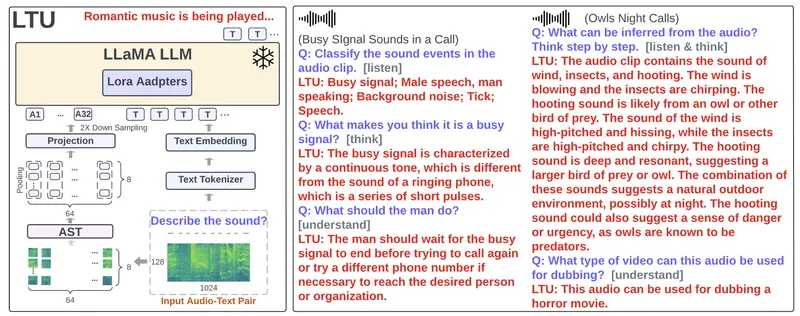 LTU
Romantic music is being played...
T T ...
LLaMA LLM
Lora Aadpters
A1 ... A32 T T T T ...
2X Down Sampling
Projection
Text Embedding
Pooling
... 8
...
...
64
Text Tokenizer
AST
Describe the sound?
... 8
...
...
64
128
1024
Input Audio-Text Pair
(Busy SIgnal Sounds in a Call)
Q: Classify the sound events in the
audio clip. [listen]
LTU: Busy signal; Male speech, man
speaking; Background noise; Tick;
Speech.
Q: What makes you think it is a busy
signal? [think]
LTU: The busy signal is characterized
by a continuous tone, which is different
from the sound of a ringing phone,
which is a series of short pulses.
Q: What should the man do?
[understand]
LTU: The man should wait for the busy
signal to end before trying to call again
or try a different phone number if
necessary to reach the desired person
or organization.
(Owls Night Calls)
Q: What can be inferred from the audio?
Think step by step. [listen & think]
LTU: The audio clip contains the sound of
wind, insects, and hooting. The wind is
blowing and the insects are chirping. The
hooting sound is likely from an owl or other
bird of prey. The sound of the wind is
high-pitched and hissing, while the insects
are high-pitched and chirpy. The hooting
sound is deep and resonant, suggesting a
larger bird of prey or owl. The combination of
these sounds suggests a natural outdoor
environment, possibly at night. The hooting
sound could also suggest a sense of danger
or urgency, as owls are known to be
predators.
Q: What type of video can this audio be used
for dubbing? [understand]
LTU: This audio can be used for dubbing a
horror movie.